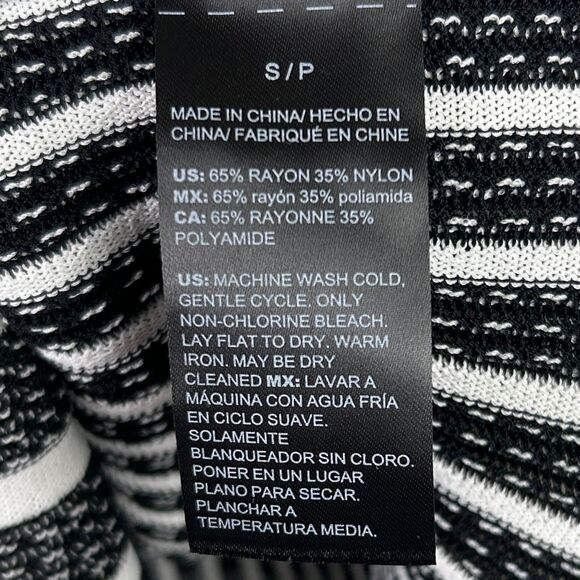 S / P
MADE IN CHINA/ HECHO EN
CHINA/ FABRIQUÉ EN CHINE
US: 65% RAYON 35% NYLON
MX: 65% rayón 35% poliamida
CA: 65% RAYONNE 35%
POLYAMIDE
US: MACHINE WASH COLD,
GENTLE CYCLE. ONLY
NON-CHLORINE BLEACH.
LAY FLAT TO DRY. WARM
IRON. MAY BE DRY
CLEANED MX: LAVAR A
MÁQUINA CON AGUA FRÍA
EN CICLO SUAVE.
SOLAMENTE
BLANQUEADOR SIN CLORO.
PONER EN UN LUGAR
PLANO PARA SECAR.
PLANCHAR A
TEMPERATURA MEDIA.